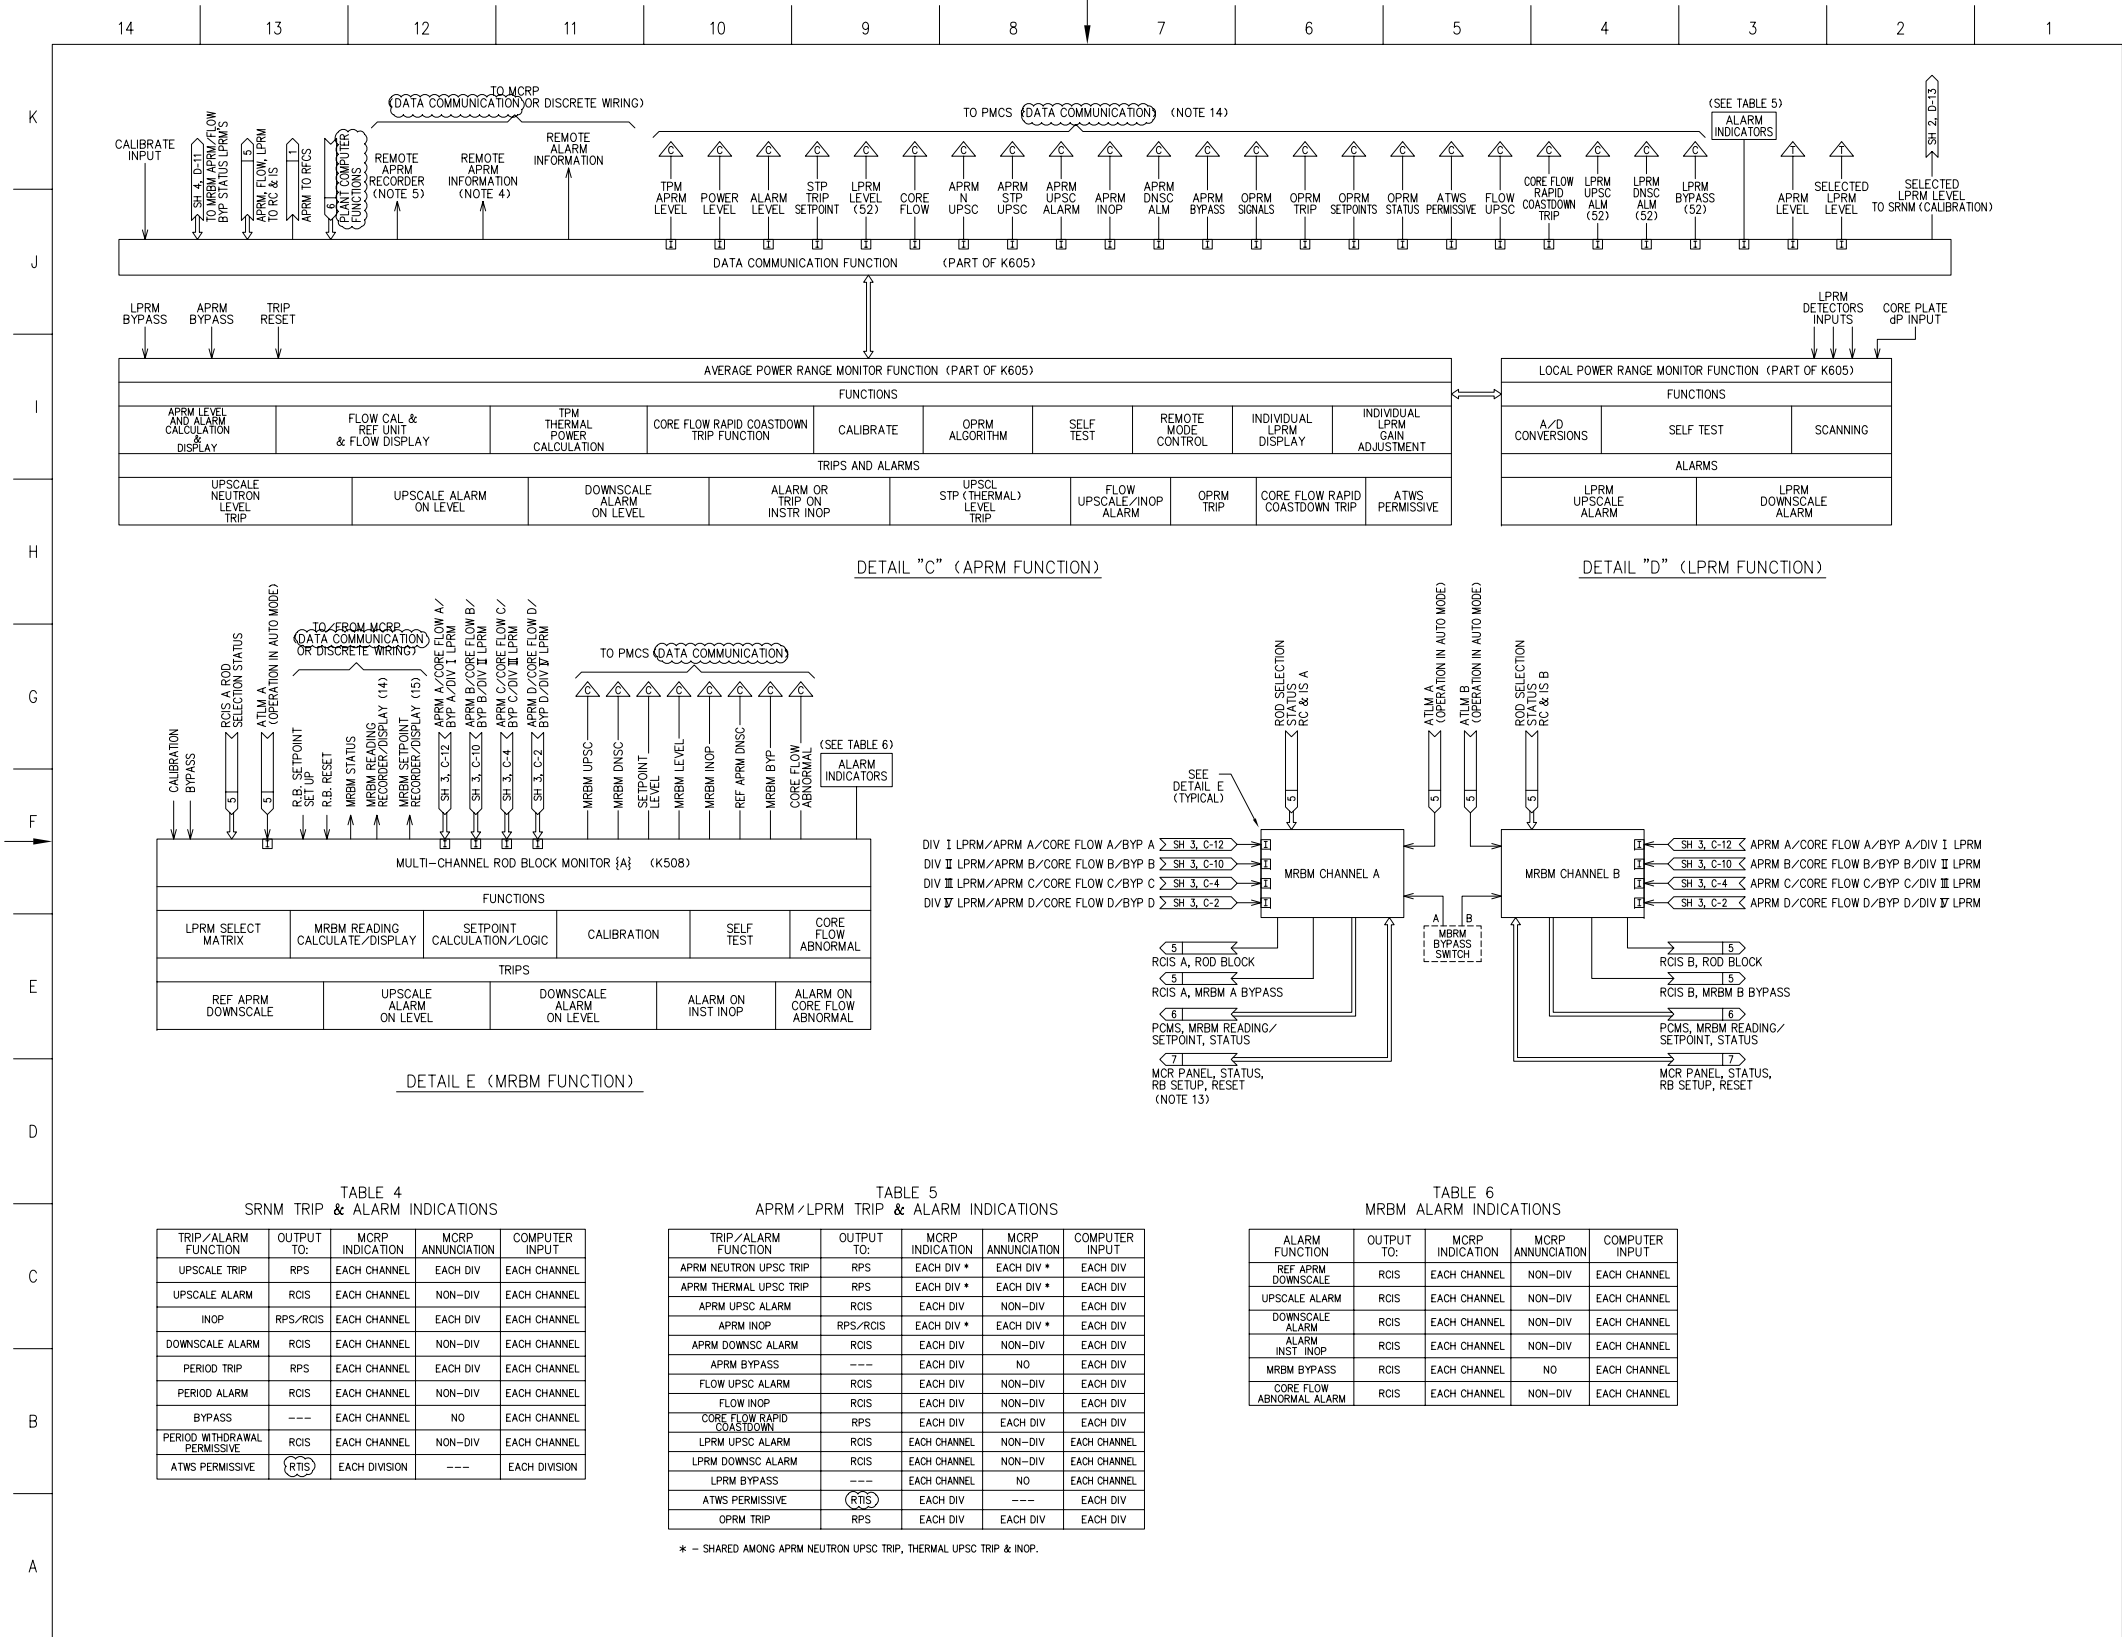 14 13 12 11 10 9 8 7 6 5 4 3 2 1
K
J
I
H
G
F
E
D
C
B
A
CALIBRATE
INPUT
SH 4, D-11
TO MRBM APRM/FLOW
BYP STATUS LPRM'S
5
APRM, FLOW, LPRM
TO RC & IS
1
APRM TO RFCS
6
PLANT COMPUTER
FUNCTIONS
TO MCRP
(DATA COMMUNICATION OR DISCRETE WIRING)
REMOTE
APRM
RECORDER
(NOTE 5)
REMOTE
APRM
INFORMATION
(NOTE 4)
REMOTE
ALARM
INFORMATION
TO PMCS (DATA COMMUNICATION) (NOTE 14)
C C C C C C C C C C C C C C C C C C C C C C T T
TPM
APRM
LEVEL
POWER
LEVEL
ALARM
LEVEL
STP
TRIP
SETPOINT
LPRM
LEVEL
(52)
CORE
FLOW
APRM
N
UPSC
APRM
STP
UPSC
APRM
UPSC
ALARM
APRM
INOP
APRM
DNSC
ALM
APRM
BYPASS
OPRM
SIGNALS
OPRM
TRIP
OPRM
SETPOINTS
OPRM
STATUS
ATWS
PERMISSIVE
FLOW
UPSC
CORE FLOW
RAPID
COASTDOWN
TRIP
LPRM
UPSC
ALM
(52)
LPRM
DNSC
ALM
(52)
LPRM
BYPASS
(52)
(SEE TABLE 5)
ALARM
INDICATORS
APRM
LEVEL
SELECTED
LPRM
LEVEL
SH 2, D-13
SELECTED
LPRM LEVEL
TO SRNM (CALIBRATION)
I I I I I I I I I I I I I I I I I I I I I I I I I
DATA COMMUNICATION FUNCTION (PART OF K605)
LPRM
BYPASS
APRM
BYPASS
TRIP
RESET
LPRM
DETECTORS
INPUTS
CORE PLATE
dP INPUT
AVERAGE POWER RANGE MONITOR FUNCTION (PART OF K605)
FUNCTIONS
APRM LEVEL
AND ALARM
CALCULATION
&
DISPLAY
FLOW CAL &
REF UNIT
& FLOW DISPLAY
TPM
THERMAL
POWER
CALCULATION
CORE FLOW RAPID COASTDOWN
TRIP FUNCTION
CALIBRATE
OPRM
ALGORITHM
SELF
TEST
REMOTE
MODE
CONTROL
INDIVIDUAL
LPRM
DISPLAY
INDIVIDUAL
LPRM
GAIN
ADJUSTMENT
TRIPS AND ALARMS
UPSCALE
NEUTRON
LEVEL
TRIP
UPSCALE ALARM
ON LEVEL
DOWNSCALE
ALARM
ON LEVEL
ALARM OR
TRIP ON
INSTR INOP
UPSCL
STP (THERMAL)
LEVEL
TRIP
FLOW
UPSCALE/INOP
ALARM
OPRM
TRIP
CORE FLOW RAPID
COASTDOWN TRIP
ATWS
PERMISSIVE
LOCAL POWER RANGE MONITOR FUNCTION (PART OF K605)
FUNCTIONS
A/D
CONVERSIONS
SELF TEST
SCANNING
ALARMS
LPRM
UPSCALE
ALARM
LPRM
DOWNSCALE
ALARM
DETAIL "C" (APRM FUNCTION)
DETAIL "D" (LPRM FUNCTION)
CALIBRATION
BYPASS
RCIS A ROD
SELECTION STATUS
5
ATLM A
(OPERATION IN AUTO MODE)
5
TO/FROM MCRP
(DATA COMMUNICATION
OR DISCRETE WIRING)
R.B. SETPOINT
SET UP
R.B. RESET
MRBM STATUS
MRBM READING
RECORDER/DISPLAY (14)
MRBM SETPOINT
RECORDER/DISPLAY (15)
APRM A/CORE FLOW A/
BYP A/DIV I LPRM
SH 3, C-12
APRM B/CORE FLOW B/
BYP B/DIV II LPRM
SH 3, C-10
APRM C/CORE FLOW C/
BYP C/DIV III LPRM
SH 3, C-4
APRM D/CORE FLOW D/
BYP D/DIV IV LPRM
SH 3, C-2
TO PMCS (DATA COMMUNICATION)
C C C C C C C C
MRBM UPSC
MRBM DNSC
SETPOINT
LEVEL
MRBM LEVEL
MRBM INOP
REF APRM DNSC
MRBM BYP
CORE FLOW
ABNORMAL
(SEE TABLE 6)
ALARM
INDICATORS
I I I I I
MULTI-CHANNEL ROD BLOCK MONITOR {A} (K508)
FUNCTIONS
LPRM SELECT
MATRIX
MRBM READING
CALCULATE/DISPLAY
SETPOINT
CALCULATION/LOGIC
CALIBRATION
SELF
TEST
CORE
FLOW
ABNORMAL
TRIPS
REF APRM
DOWNSCALE
UPSCALE
ALARM
ON LEVEL
DOWNSCALE
ALARM
ON LEVEL
ALARM ON
INST INOP
ALARM ON
CORE FLOW
ABNORMAL
DETAIL E (MRBM FUNCTION)
SEE
DETAIL E
(TYPICAL)
ROD SELECTION
STATUS
RC & IS A
5
ATLM A
(OPERATION IN AUTO MODE)
5
ATLM B
(OPERATION IN AUTO MODE)
5
ROD SELECTION
STATUS
RC & IS B
5
DIV I LPRM/APRM A/CORE FLOW A/BYP A SH 3, C-12 I
DIV II LPRM/APRM B/CORE FLOW B/BYP B SH 3, C-10 I
DIV III LPRM/APRM C/CORE FLOW C/BYP C SH 3, C-4 I
DIV IV LPRM/APRM D/CORE FLOW D/BYP D SH 3, C-2 I
MRBM CHANNEL A
MRBM CHANNEL B
I SH 3, C-12 APRM A/CORE FLOW A/BYP A/DIV I LPRM
I SH 3, C-10 APRM B/CORE FLOW B/BYP B/DIV II LPRM
I SH 3, C-4 APRM C/CORE FLOW C/BYP C/DIV III LPRM
I SH 3, C-2 APRM D/CORE FLOW D/BYP D/DIV IV LPRM
A B
MBRM
BYPASS
SWITCH
5
RCIS A, ROD BLOCK
5
RCIS A, MRBM A BYPASS
6
PCMS, MRBM READING/
SETPOINT, STATUS
7
MCR PANEL, STATUS,
RB SETUP, RESET
(NOTE 13)
5
RCIS B, ROD BLOCK
5
RCIS B, MRBM B BYPASS
6
PCMS, MRBM READING/
SETPOINT, STATUS
7
MCR PANEL, STATUS,
RB SETUP, RESET
TABLE 4
SRNM TRIP & ALARM INDICATIONS
TRIP/ALARM FUNCTION OUTPUT TO: MCRP INDICATION MCRP ANNUNCIATION COMPUTER INPUT
UPSCALE TRIP RPS EACH CHANNEL EACH DIV EACH CHANNEL
UPSCALE ALARM RCIS EACH CHANNEL NON-DIV EACH CHANNEL
INOP RPS/RCIS EACH CHANNEL EACH DIV EACH CHANNEL
DOWNSCALE ALARM RCIS EACH CHANNEL NON-DIV EACH CHANNEL
PERIOD TRIP RPS EACH CHANNEL EACH DIV EACH CHANNEL
PERIOD ALARM RCIS EACH CHANNEL NON-DIV EACH CHANNEL
BYPASS --- EACH CHANNEL NO EACH CHANNEL
PERIOD WITHDRAWAL PERMISSIVE RCIS EACH CHANNEL NON-DIV EACH CHANNEL
ATWS PERMISSIVE RTIS EACH DIVISION --- EACH DIVISION
TABLE 5
APRM/LPRM TRIP & ALARM INDICATIONS
TRIP/ALARM FUNCTION OUTPUT TO: MCRP INDICATION MCRP ANNUNCIATION COMPUTER INPUT
APRM NEUTRON UPSC TRIP RPS EACH DIV * EACH DIV * EACH DIV
APRM THERMAL UPSC TRIP RPS EACH DIV * EACH DIV * EACH DIV
APRM UPSC ALARM RCIS EACH DIV NON-DIV EACH DIV
APRM INOP RPS/RCIS EACH DIV * EACH DIV * EACH DIV
APRM DOWNSC ALARM RCIS EACH DIV NON-DIV EACH DIV
APRM BYPASS --- EACH DIV NO EACH DIV
FLOW UPSC ALARM RCIS EACH DIV NON-DIV EACH DIV
FLOW INOP RCIS EACH DIV NON-DIV EACH DIV
CORE FLOW RAPID COASTDOWN RPS EACH DIV EACH DIV EACH DIV
LPRM UPSC ALARM RCIS EACH CHANNEL NON-DIV EACH CHANNEL
LPRM DOWNSC ALARM RCIS EACH CHANNEL NON-DIV EACH CHANNEL
LPRM BYPASS --- EACH CHANNEL NO EACH CHANNEL
ATWS PERMISSIVE RTIS EACH DIV --- EACH DIV
OPRM TRIP RPS EACH DIV EACH DIV EACH DIV
* - SHARED AMONG APRM NEUTRON UPSC TRIP, THERMAL UPSC TRIP & INOP.
TABLE 6
MRBM ALARM INDICATIONS
ALARM FUNCTION OUTPUT TO: MCRP INDICATION MCRP ANNUNCIATION COMPUTER INPUT
REF APRM DOWNSCALE RCIS EACH CHANNEL NON-DIV EACH CHANNEL
UPSCALE ALARM RCIS EACH CHANNEL NON-DIV EACH CHANNEL
DOWNSCALE ALARM RCIS EACH CHANNEL NON-DIV EACH CHANNEL
ALARM INST INOP RCIS EACH CHANNEL NON-DIV EACH CHANNEL
MRBM BYPASS RCIS EACH CHANNEL NO EACH CHANNEL
CORE FLOW ABNORMAL ALARM RCIS EACH CHANNEL NON-DIV EACH CHANNEL